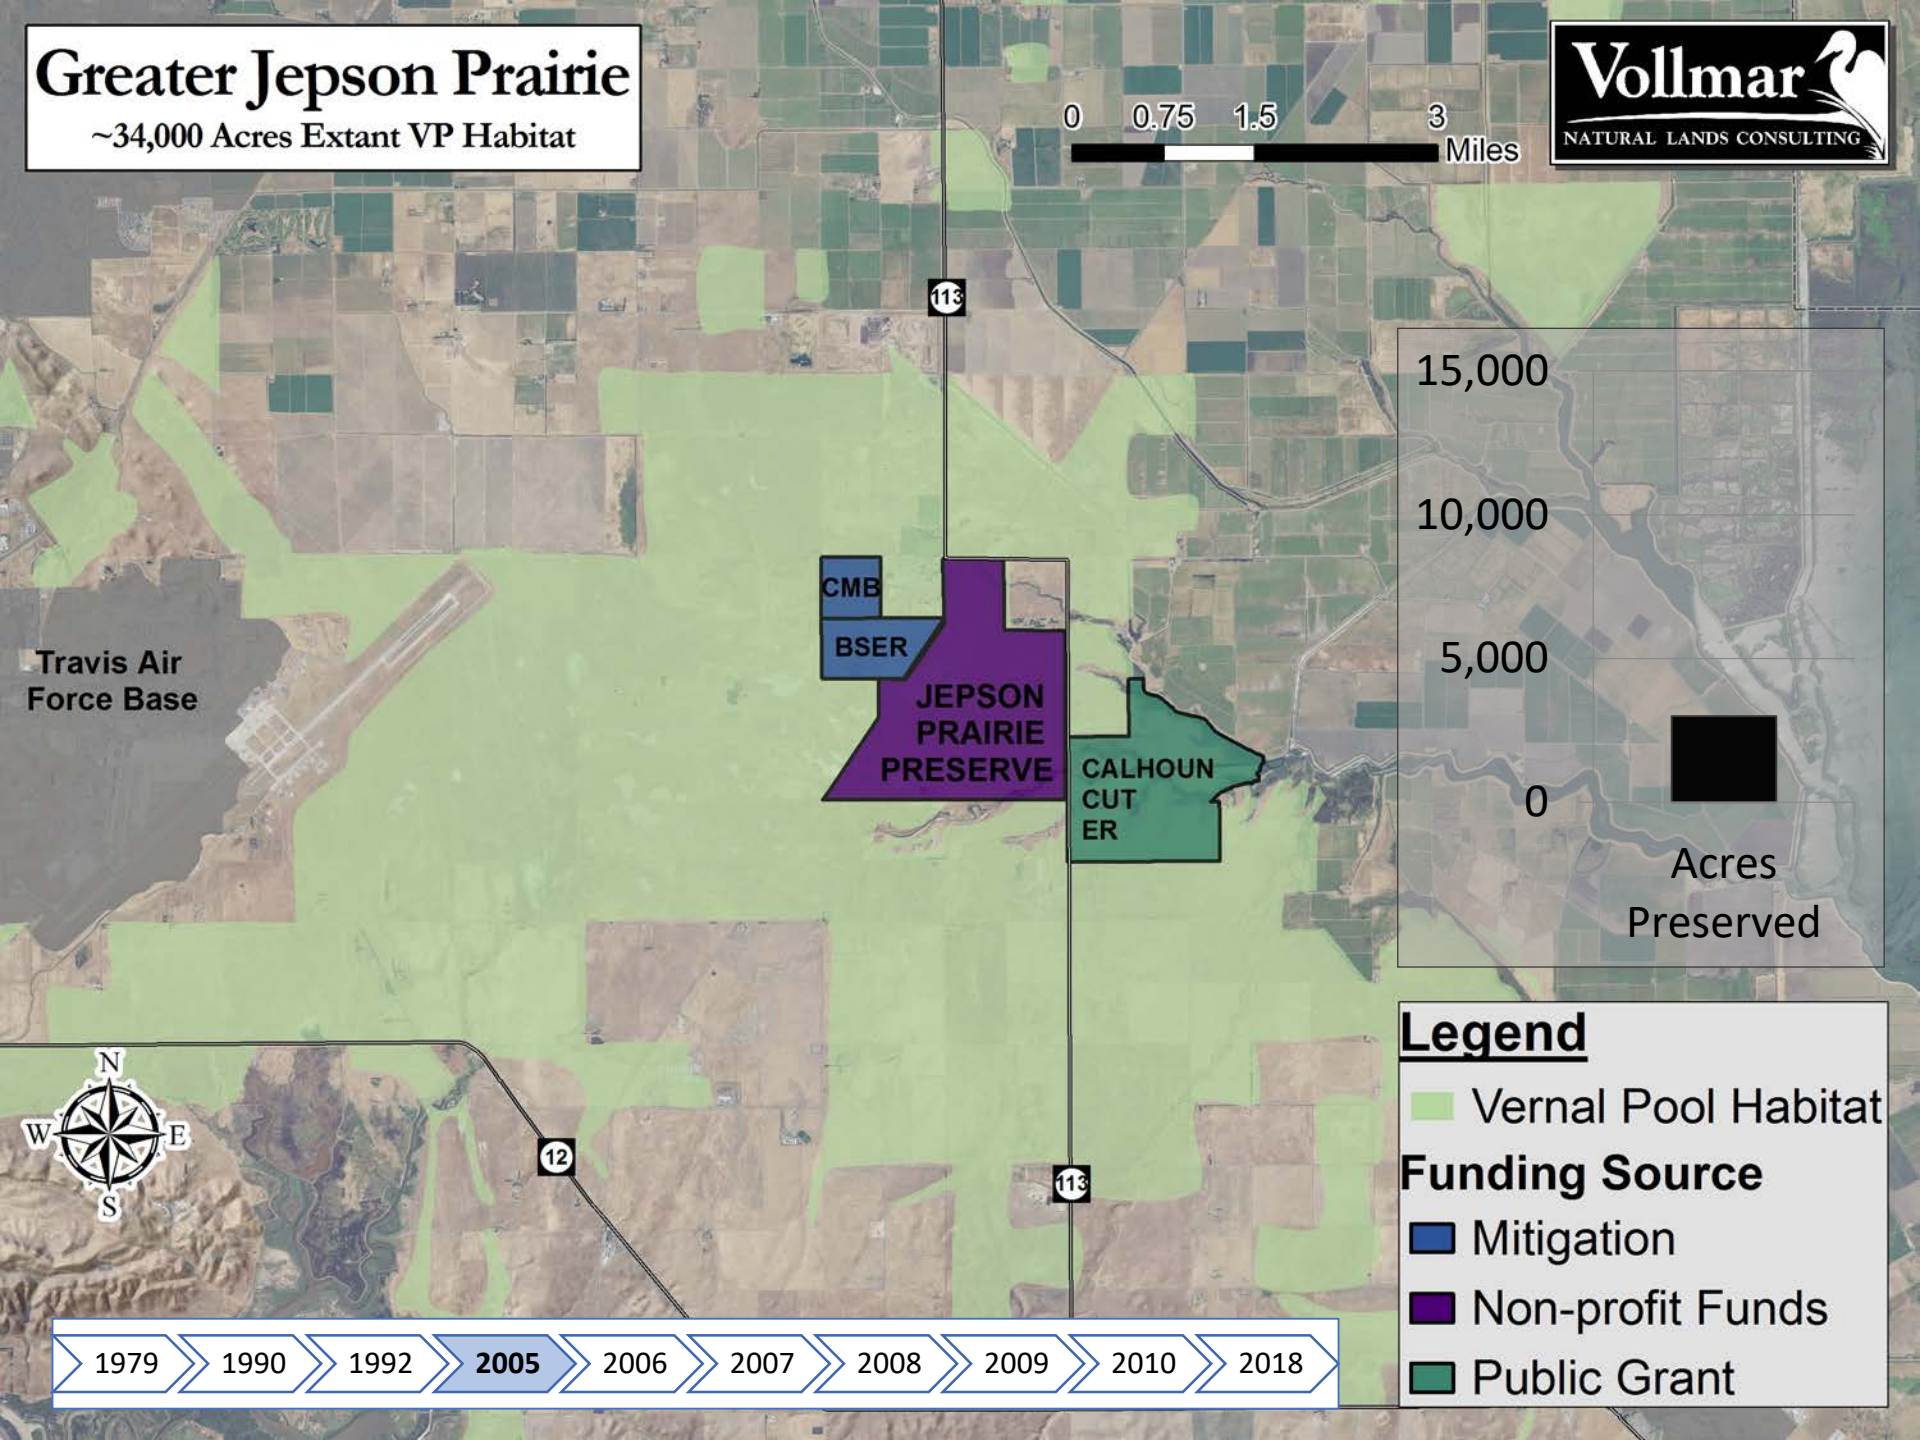 Greater Jepson Prairie
~34,000 Acres Extant VP Habitat
0 0.75 1.5 3
Miles
Vollmar
NATURAL LANDS CONSULTING
113
15,000
10,000
5,000
0
Acres
Preserved
CMB
BSER
JEPSON
PRAIRIE
PRESERVE
CALHOUN
CUT
ER
Travis Air
Force Base
N
W E
S
12
113
Legend
Vernal Pool Habitat
Funding Source
Mitigation
Non-profit Funds
Public Grant
1979 1990 1992 2005 2006 2007 2008 2009 2010 2018